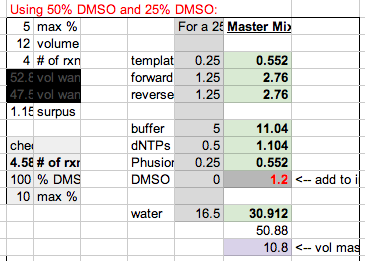 Using 50% DMSO and 25% DMSO:
5 max % For a 25 Master Mix
12 volume
4 # of rxn templat 0.25 0.552
52.8 vol wan forward 1.25 2.76
47.5 vol wan reverse 1.25 2.76
1.15 surpus
buffer 5 11.04
che dNTPs 0.5 1.104
4.58 # of rxn Phusion 0.25 0.552
100 % DMS DMSO 0 1.2 <-- add to i
10 max %
water 16.5 30.912
50.88
10.8 <-- vol mas